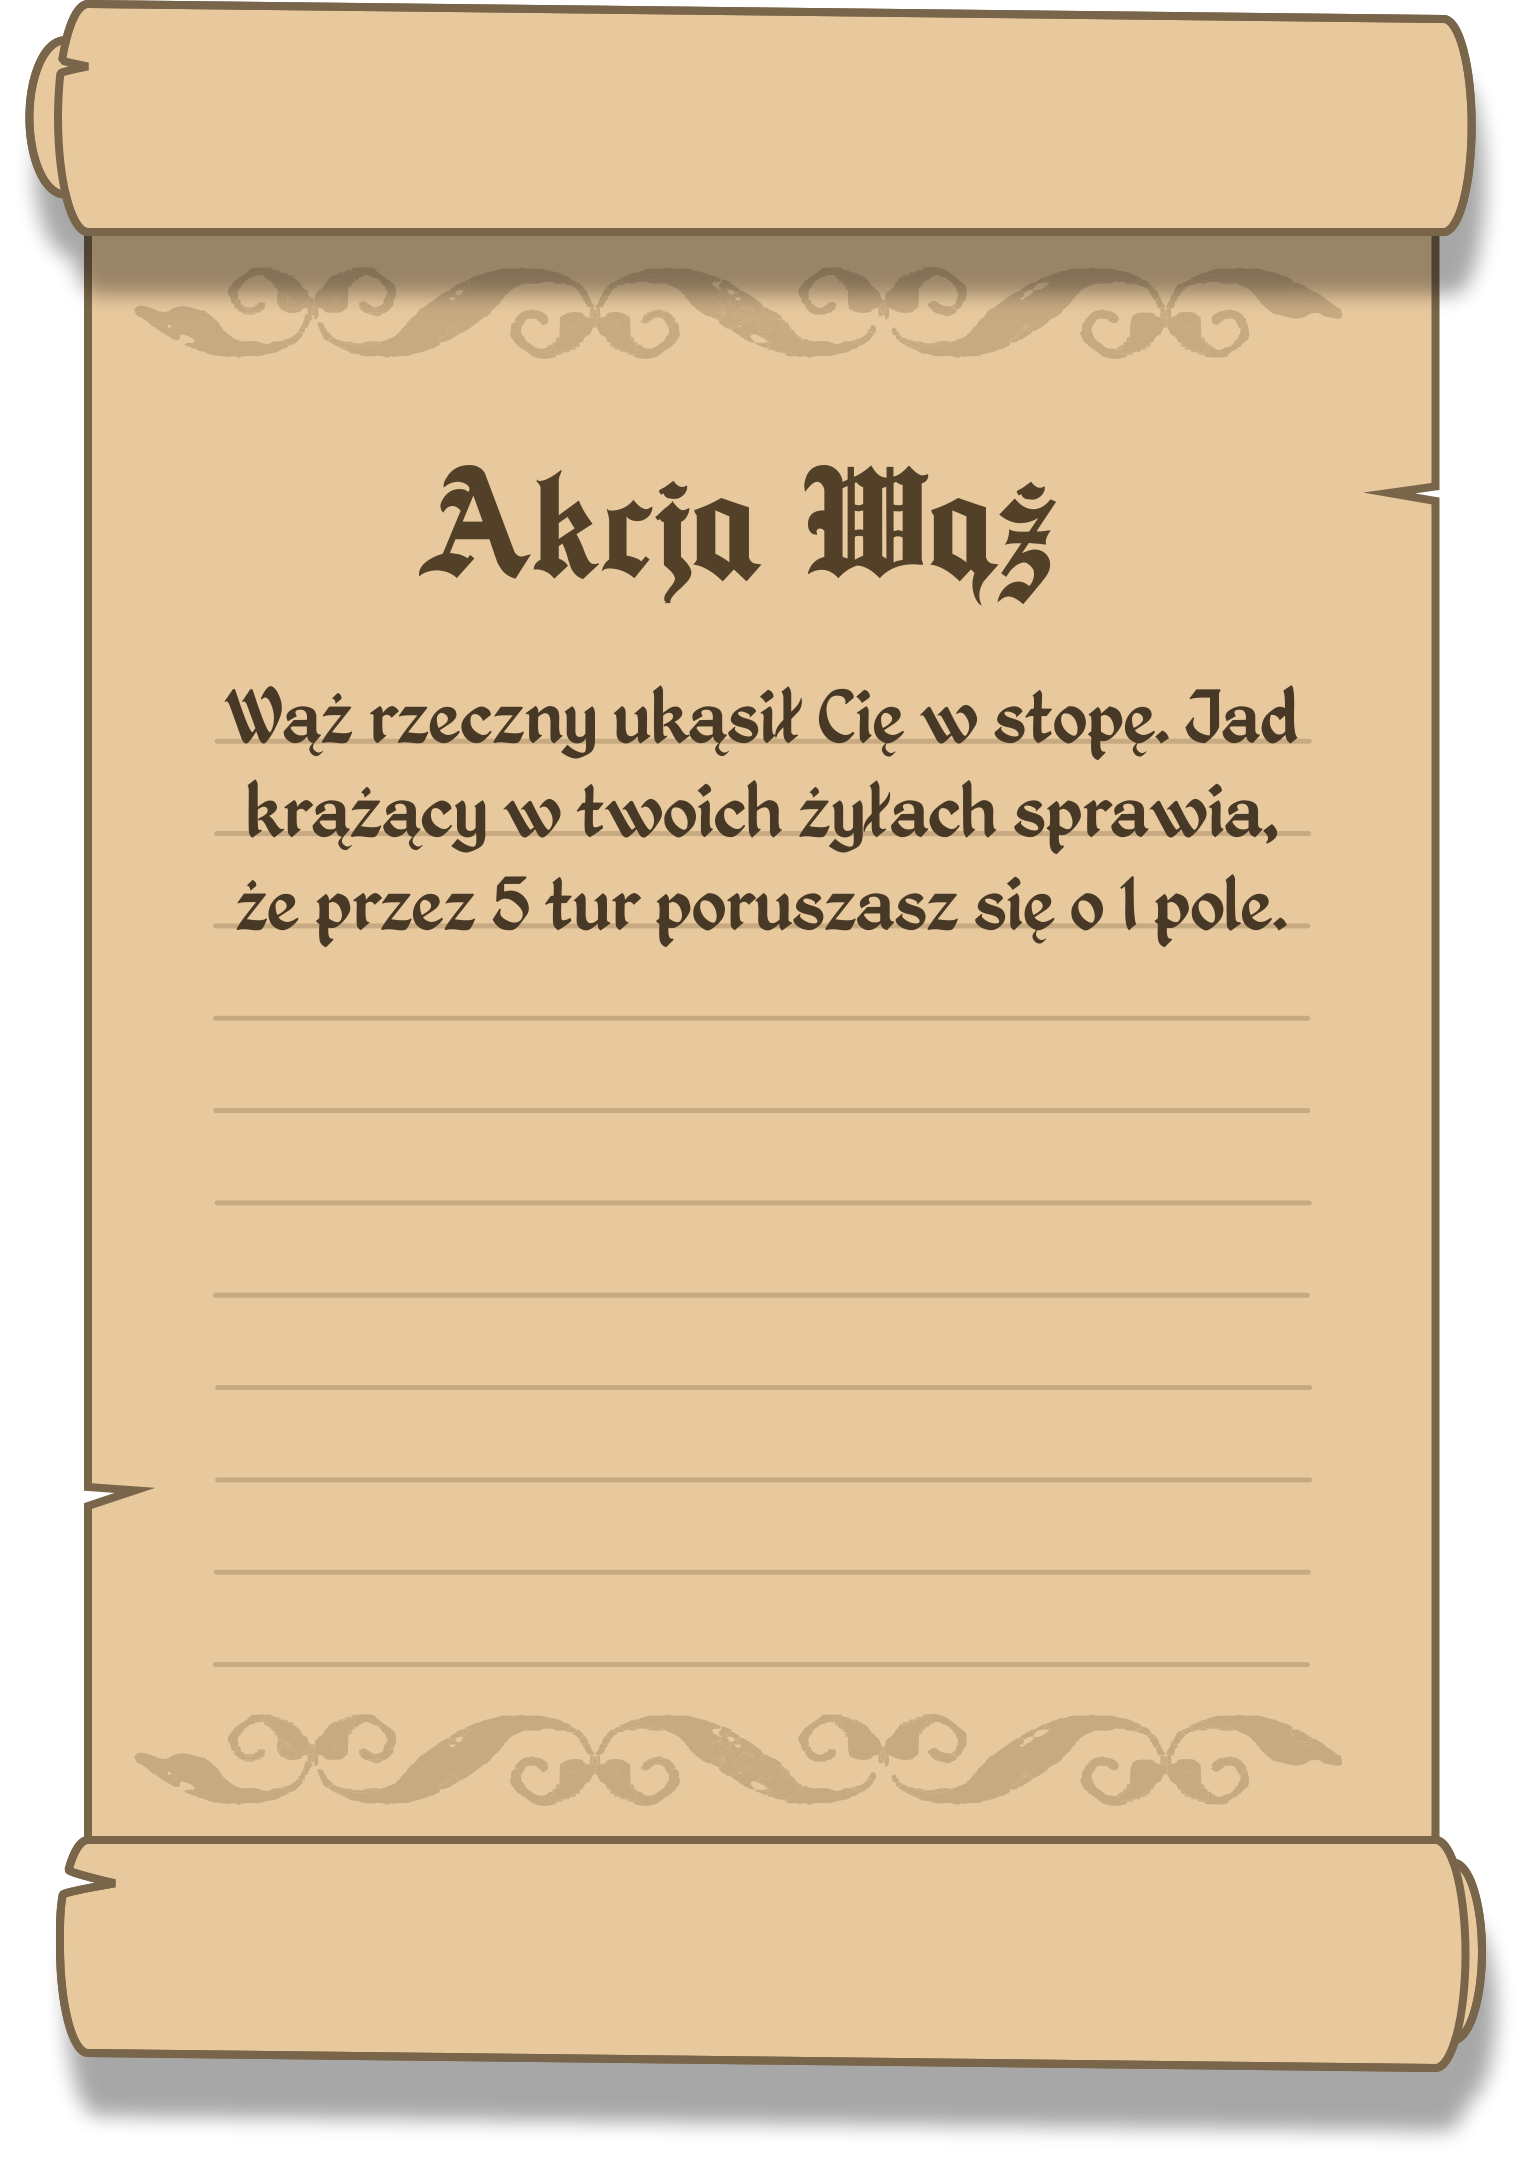 Akcja Wąż
Wąż rzeczny ukąsił Cię w stopę. Jad
krążący w twoich żyłach sprawia,
że przez 5 tur poruszasz się o 1 pole.